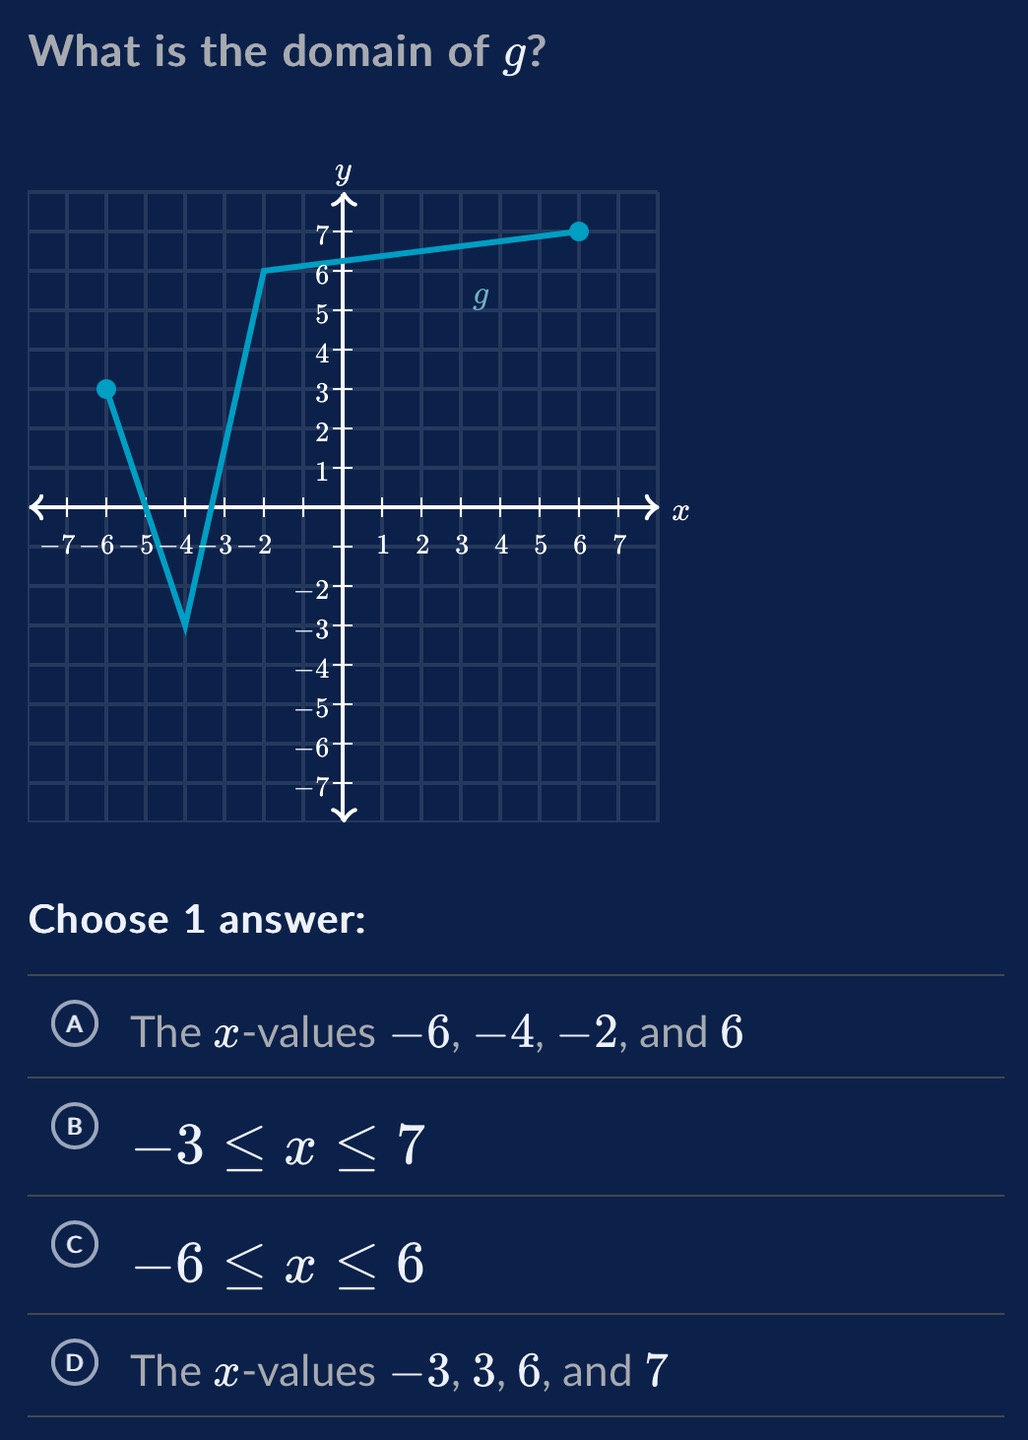 What is the domain of g?
y
7
6
g
5
4
3
2
1
x
−7 −6 −5 −4 −3 −2 1 2 3 4 5 6 7
−2
−3
−4
−5
−6
−7
Choose 1 answer:
A The x-values −6, −4, −2, and 6
B −3 ≤ x ≤ 7
C −6 ≤ x ≤ 6
D The x-values −3, 3, 6, and 7